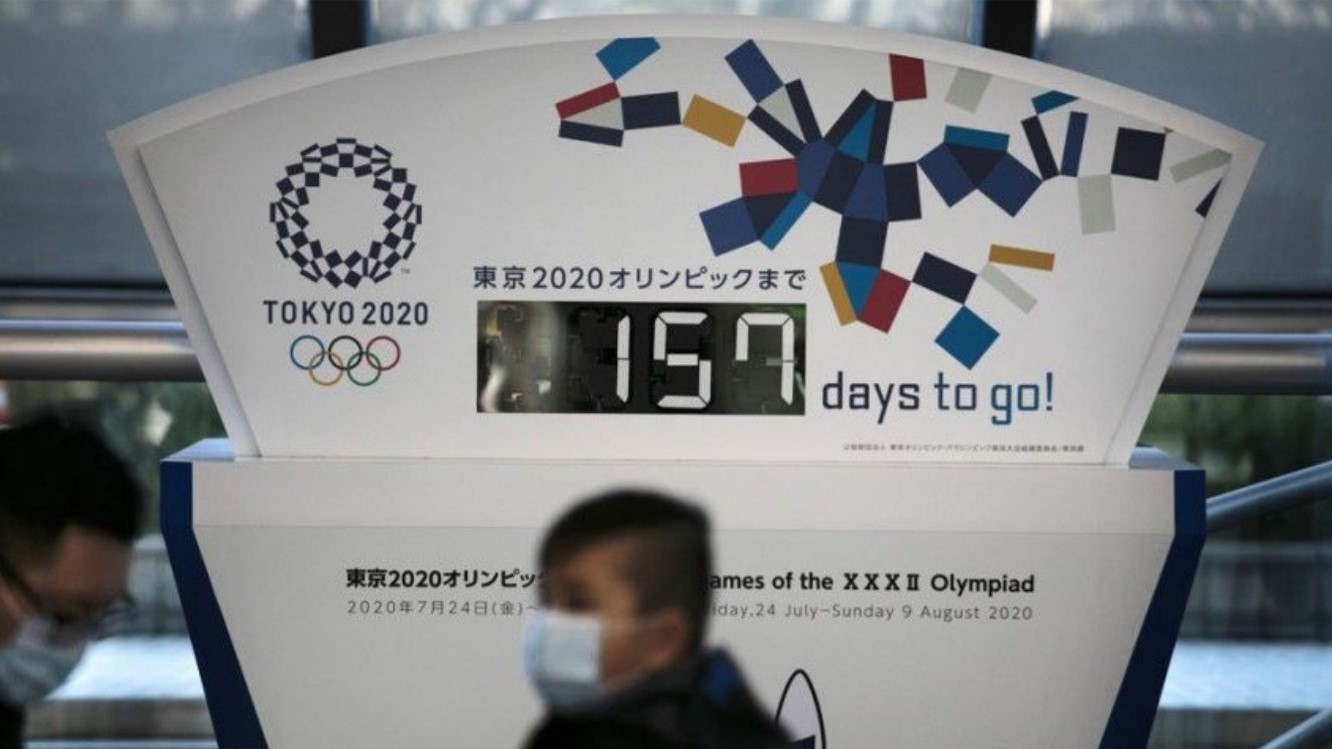 TOKYO 2020
東京2020オリンピックまで
157
days to go!
東京2020オリンピッ ames of the XXXII Olympiad
2020年7月24日(金)~ iday,24 July–Sunday 9 August 2020